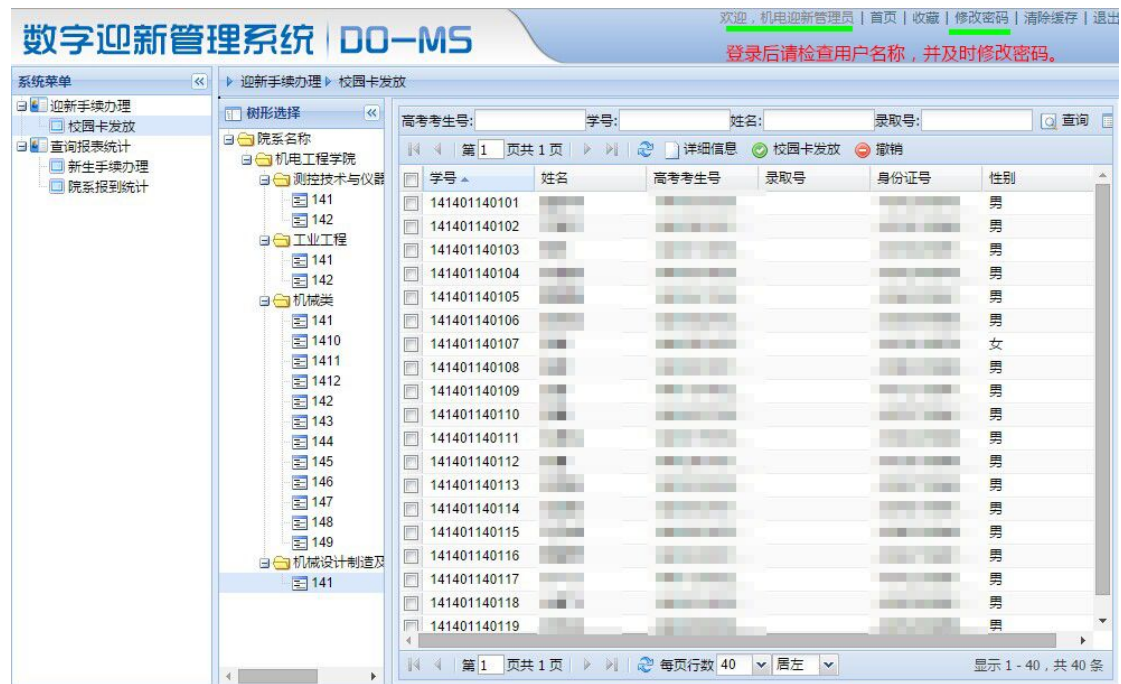 数字迎新管理系统 DO-MS
欢迎，机电迎新管理员 | 首页 | 收藏 | 修改密码 | 清除缓存 | 退出
登录后请检查用户名称，并及时修改密码。
系统菜单
迎新手续办理
校园卡发放
查询报表统计
新生手续办理
院系报到统计
迎新手续办理 校园卡发放
树形选择
院系名称
机电工程学院
测控技术与仪器
141
142
工业工程
141
142
机械类
141
1410
1411
1412
142
143
144
145
146
147
148
149
机械设计制造及
141
高考考生号: 学号: 姓名: 录取号: 查询
第 1 页共 1 页 详细信息 校园卡发放 撤销
学号 姓名 高考考生号 录取号 身份证号 性别
141401140101 男
141401140102 男
141401140103 男
141401140104 男
141401140105 男
141401140106 男
141401140107 女
141401140108 男
141401140109 男
141401140110 男
141401140111 男
141401140112 男
141401140113 男
141401140114 男
141401140115 男
141401140116 男
141401140117 男
141401140118 男
141401140119 男
第 1 页共 1 页 每页行数 40 居左 显示 1 - 40，共 40 条